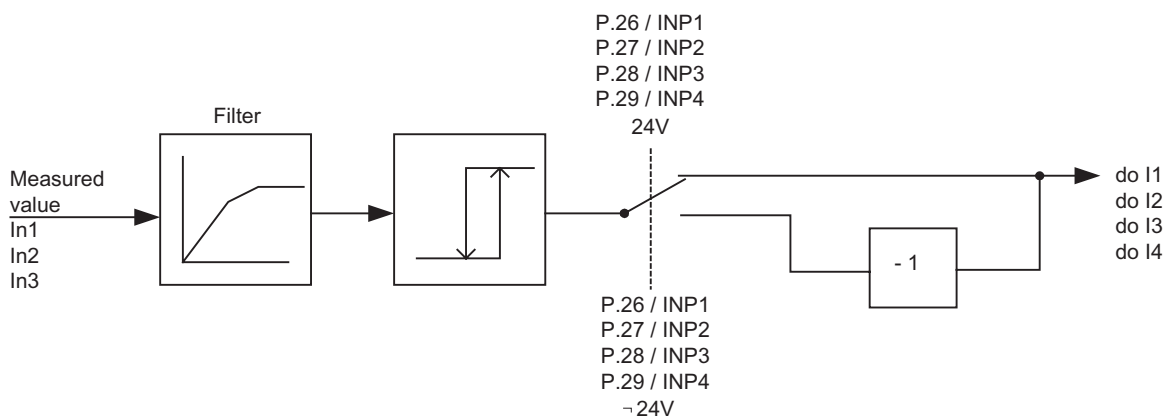 P.26 / INP1
P.27 / INP2
P.28 / INP3
P.29 / INP4
24V
Filter
Measured
value
In1
In2
In3
do I1
do I2
do I3
do I4
- 1
P.26 / INP1
P.27 / INP2
P.28 / INP3
P.29 / INP4
¬24V